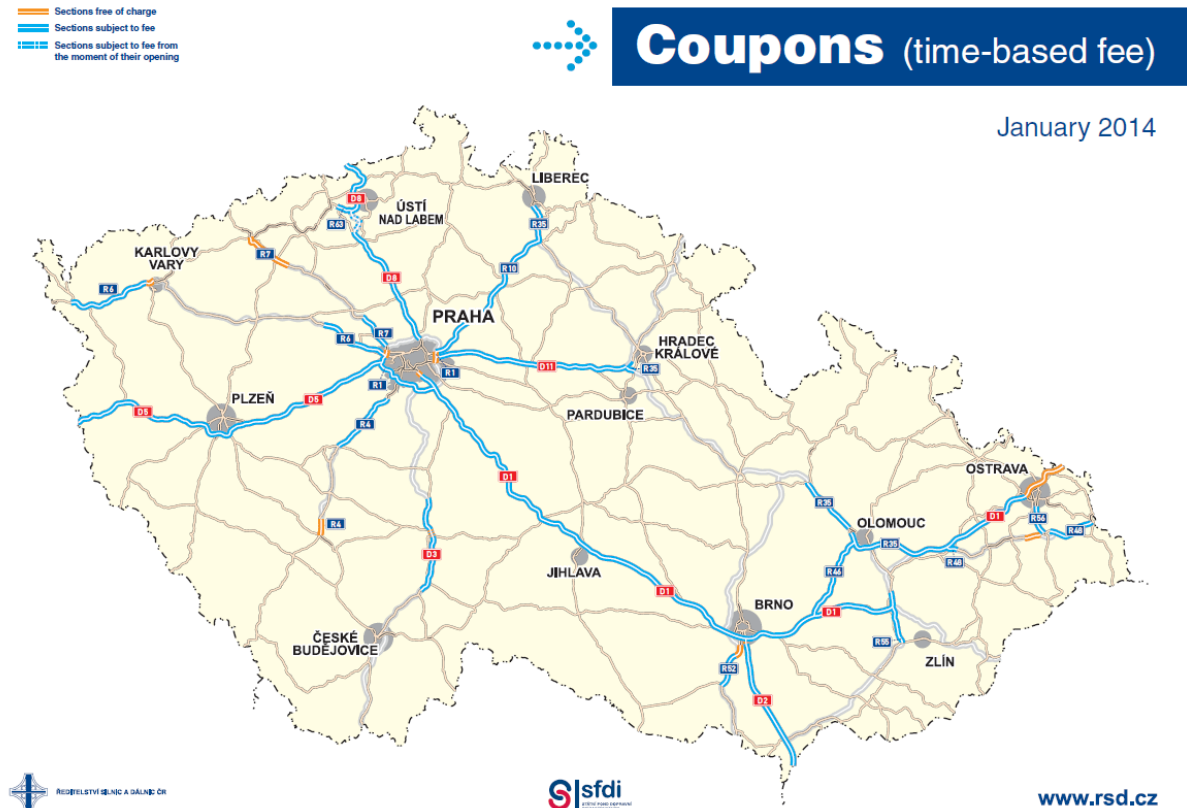 Sections free of charge
Sections subject to fee
Sections subject to fee from
the moment of their opening
Coupons (time-based fee)
January 2014
LIBEREC
D8
ÚSTÍ
NAD LABEM
R63
R35
KARLOVY
VARY
R7
R10
D8
R6
PRAHA
R7
R6
HRADEC
KRÁLOVÉ
D11
R1
R35
R1
PLZEŇ
D5
D5
PARDUBICE
R4
OSTRAVA
D1
R35
R4
OLOMOUC
D1
R56
R48
R35
D3
R48
JIHLAVA
R46
D1
BRNO
D1
ČESKÉ
BUDĚJOVICE
R55
ZLÍN
R52
D2
ŘEDITELSTVÍ SILNIC A DÁLNIC ČR
S sfdi
STÁTNÍ FOND DOPRAVNÍ
www.rsd.cz